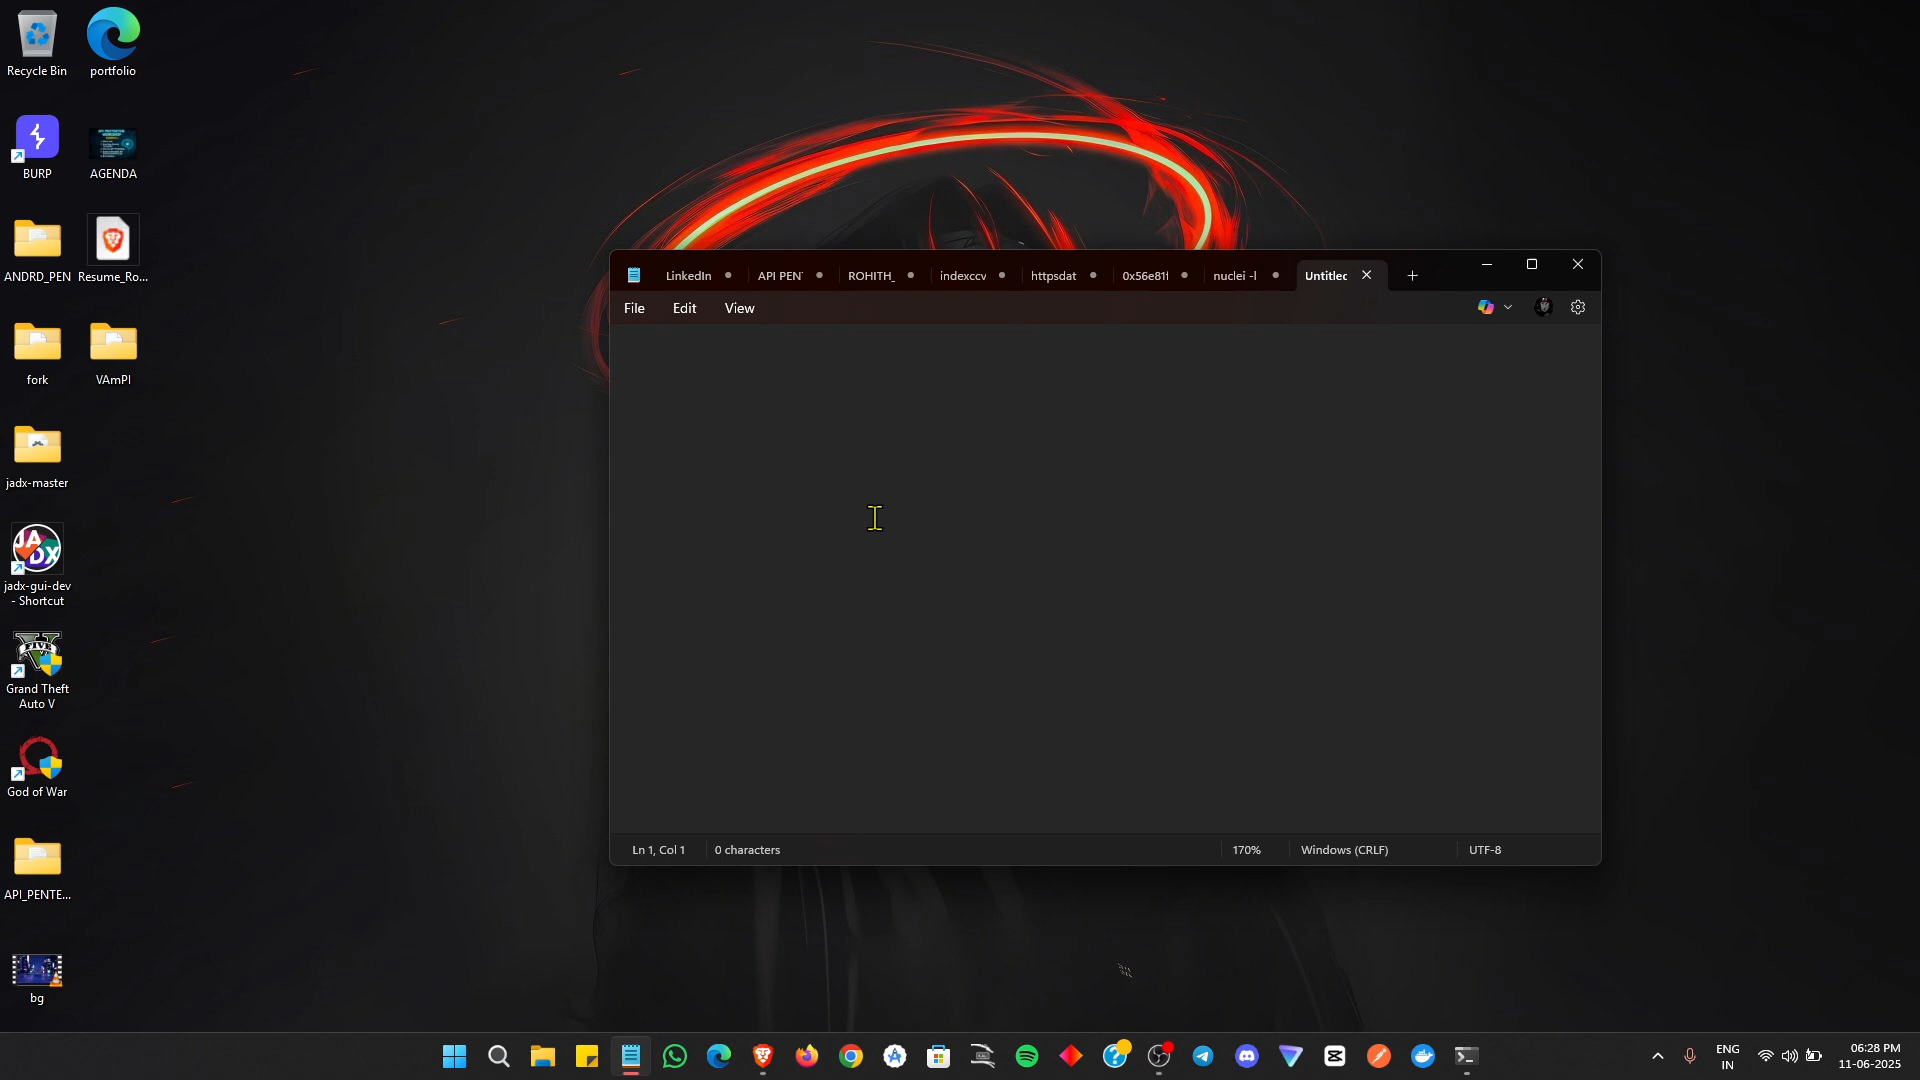 Recycle Bin
portfolio
BURP
AGENDA
ANDRD_PEN
Resume_Ro...
fork
VAmPI
jadx-master
jadx-gui-dev
- Shortcut
Grand Theft
Auto V
God of War
API_PENTE...
bg
LinkedIn
API PEN
ROHITH_
indexccv
httpsdat
0x56e81f
nuclei -l
Untitled
File
Edit
View
Ln 1, Col 1
0 characters
170%
Windows (CRLF)
UTF-8
ENG
IN
06:28 PM
11-06-2025